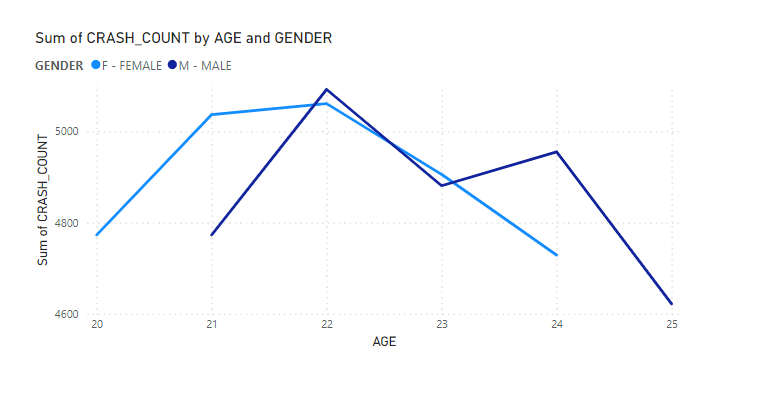 Sum of CRASH_COUNT by AGE and GENDER
GENDER F - FEMALE M - MALE
Sum of CRASH_COUNT
5000
4800
4600
20 21 22 23 24 25
AGE